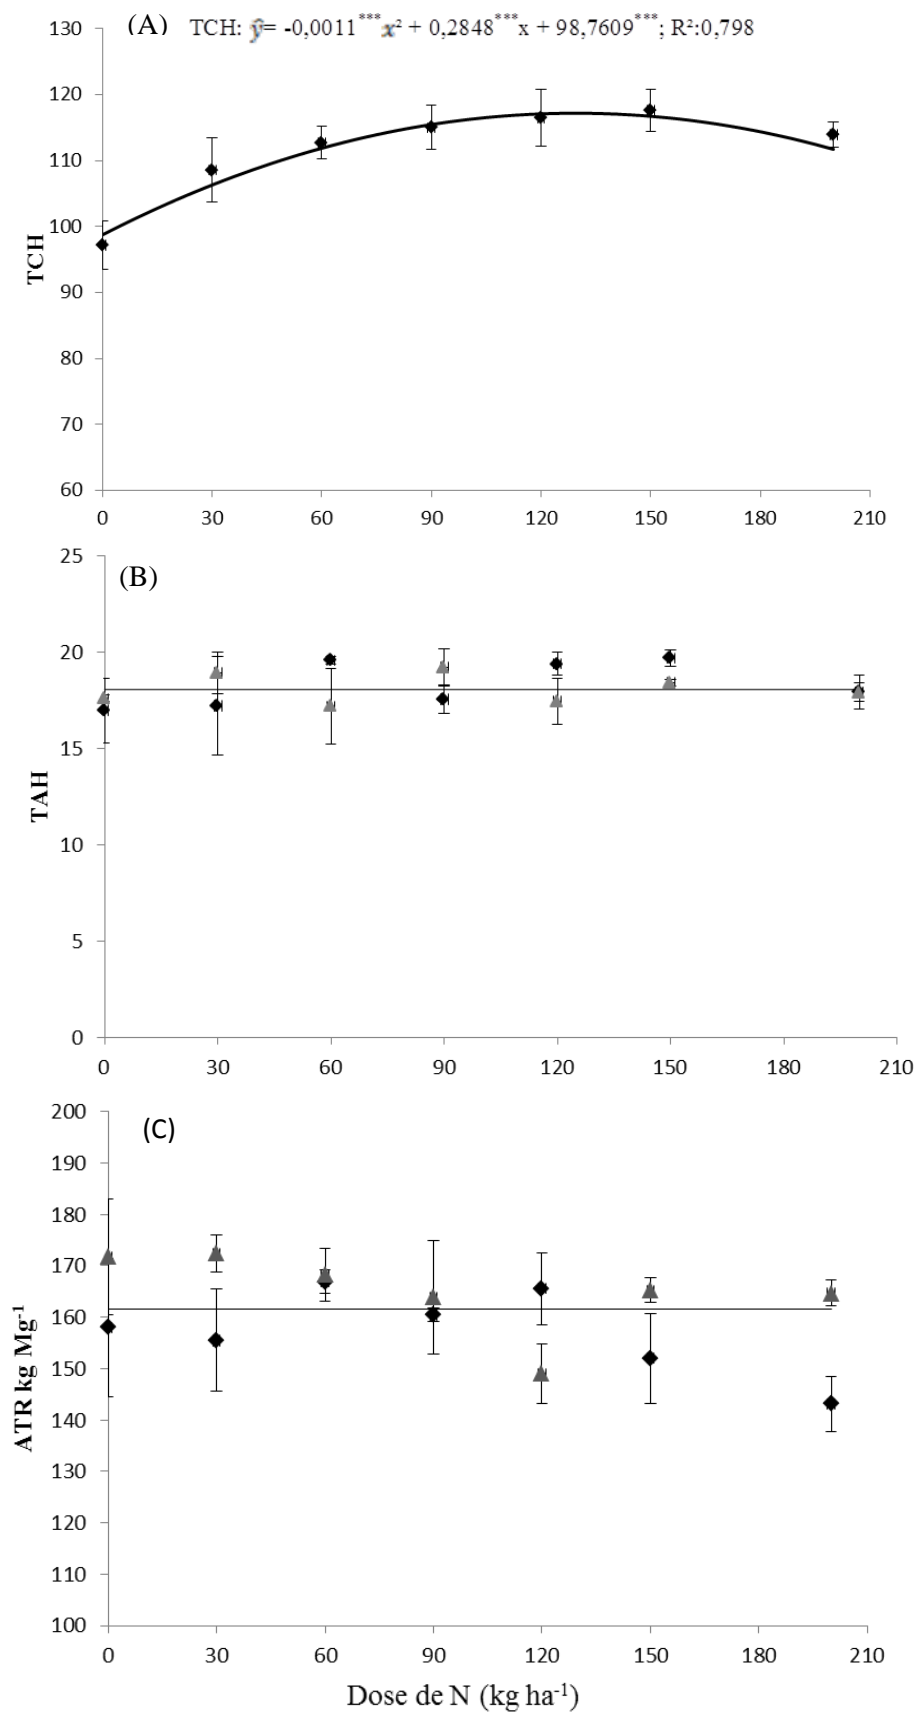 (A) TCH: ŷ= -0,0011***x² + 0,2848***x + 98,7609***; R²:0,798
130
120
110
100
90
80
70
60
TCH
0 30 60 90 120 150 180 210
(B)
25
20
15
10
5
0
TAH
0 30 60 90 120 150 180 210
(C)
200
190
180
170
160
150
140
130
120
110
100
ATR kg Mg⁻¹
0 30 60 90 120 150 180 210
Dose de N (kg ha⁻¹)